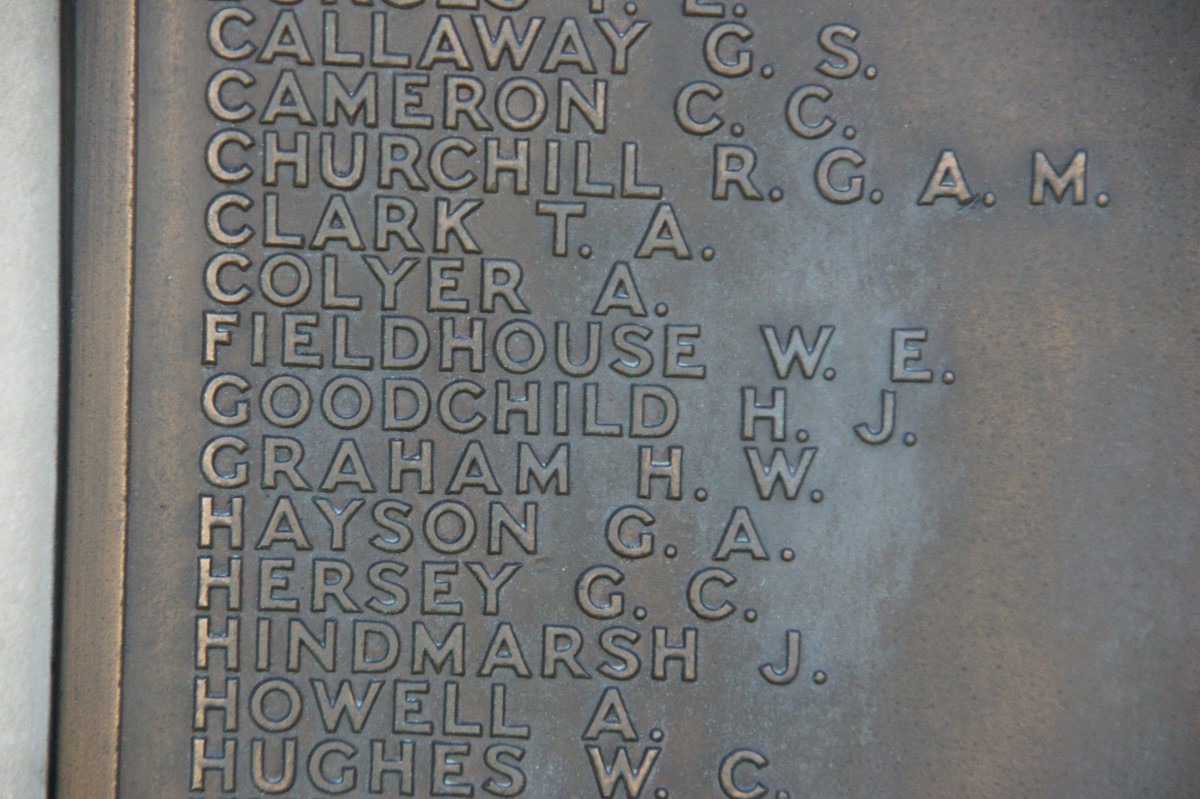 CALLAWAY G. S.
CAMERON C. C.
CHURCHILL R. G. A. M.
CLARK T. A.
COLYER A.
FIELDHOUSE W. E.
GOODCHILD H. J.
GRAHAM H. W.
HAYSON G. A.
HERSEY G. C.
HINDMARSH J.
HOWELL A.
HUGHES W. C.